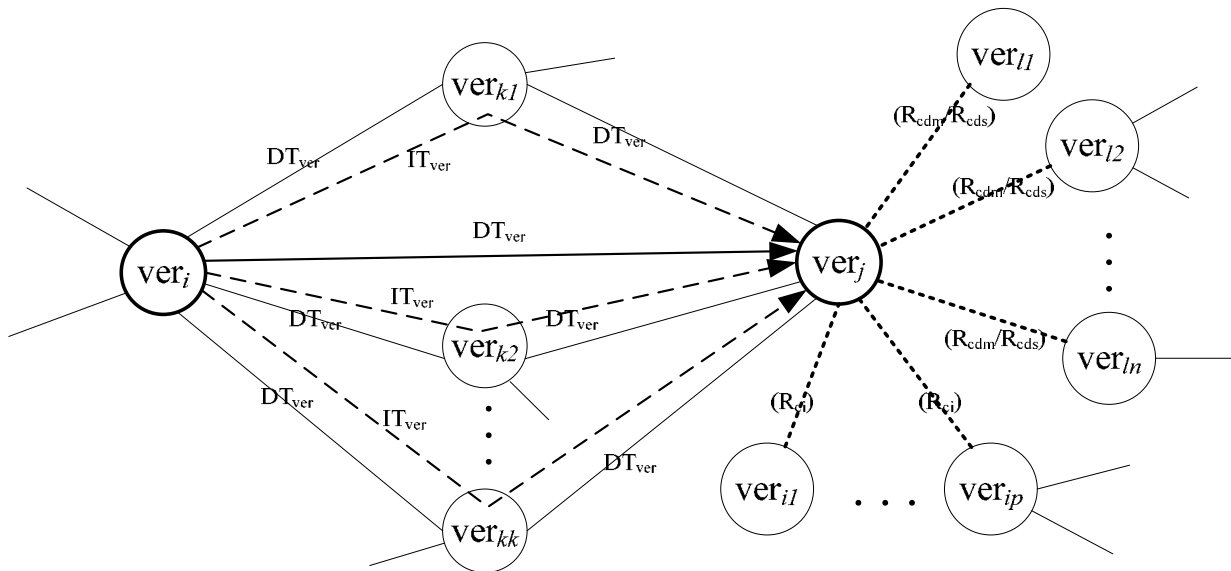 ver_l1
ver_k1
(R_cdm/R_cds)
DT_ver
ver_l2
DT_ver
IT_ver
(R_cdm/R_cds)
DT_ver
ver_i
ver_j
IT_ver
DT_ver
DT_ver
ver_k2
(R_cdm/R_cds)
ver_ln
DT_ver
IT_ver
(R_ci)
(R_ci)
DT_ver
ver_i1
. . .
ver_ip
ver_kk